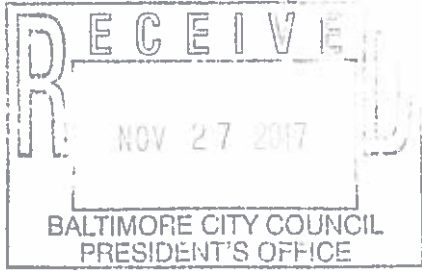 RECEIVED
NOV 27 2017
BALTIMORE CITY COUNCIL
PRESIDENT'S OFFICE